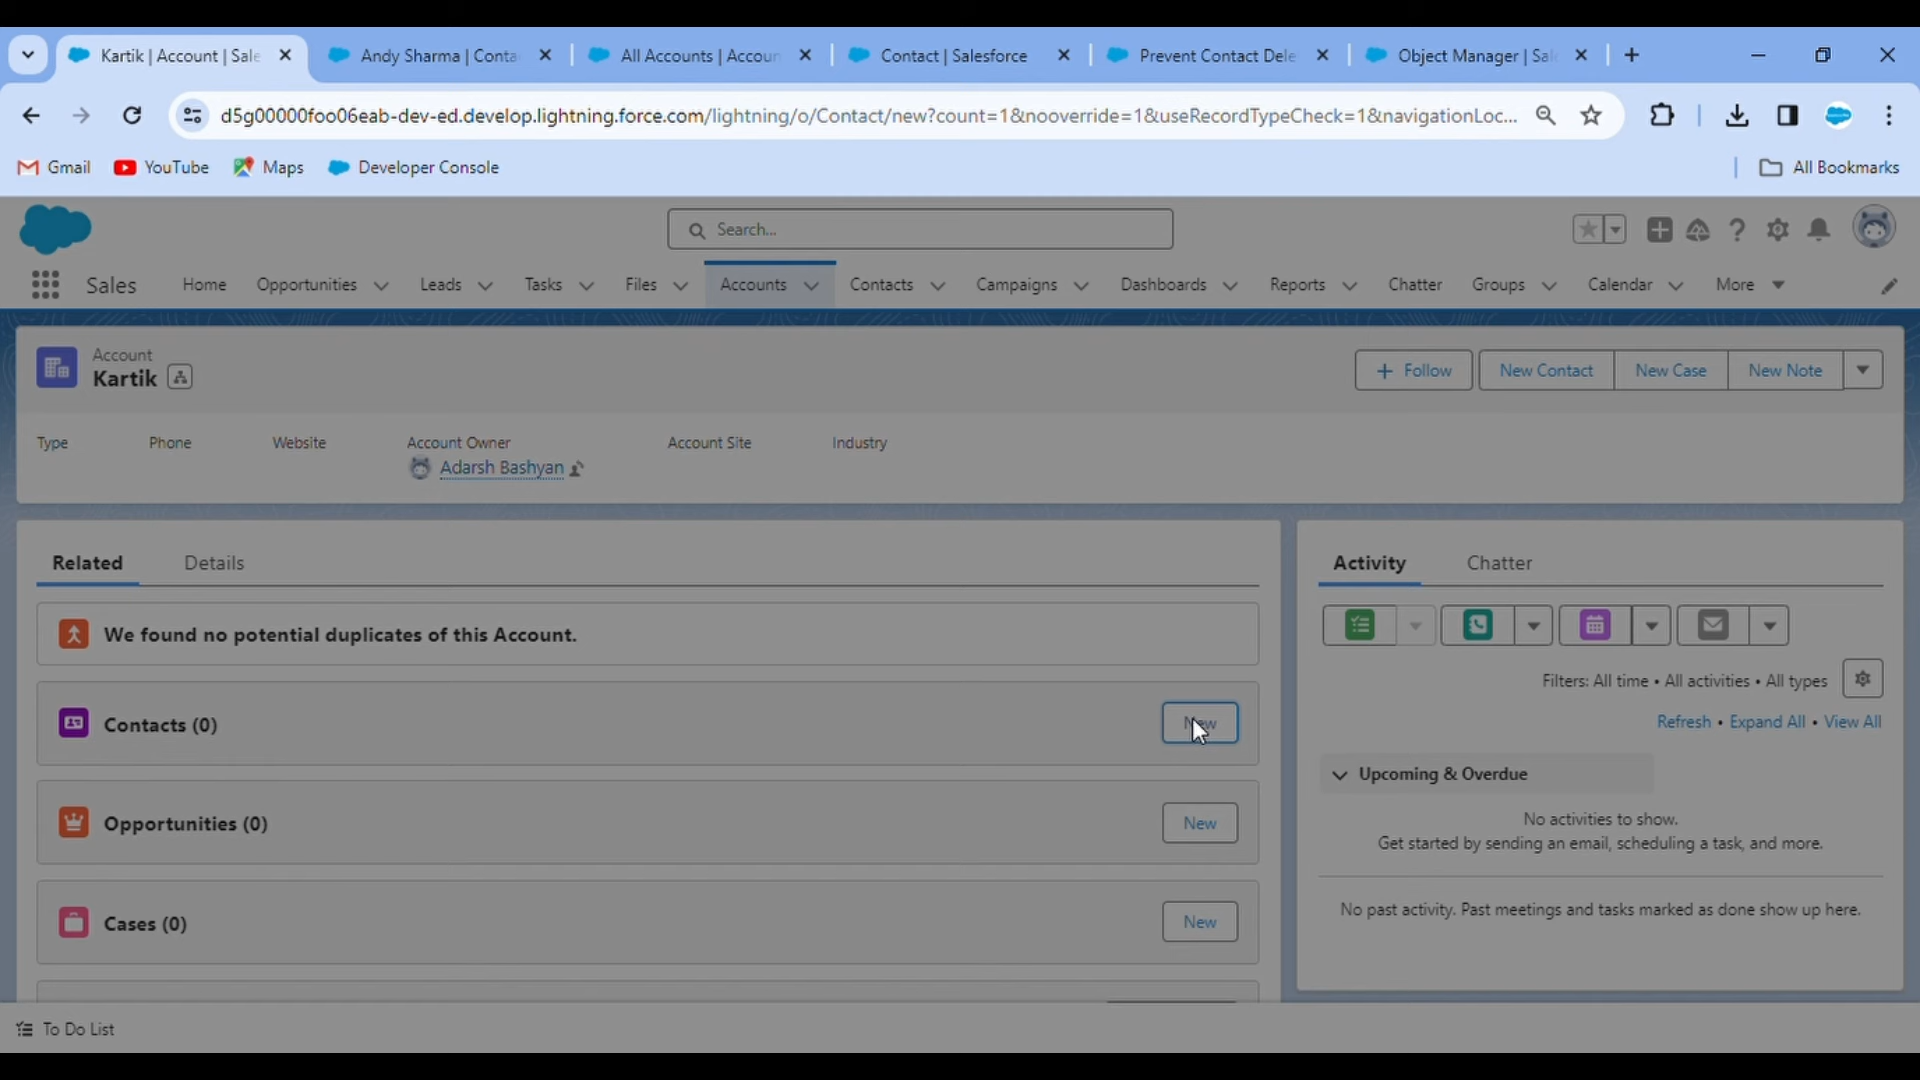 Kartik | Account | Sale
Andy Sharma | Conta
All Accounts | Accoun
Contact | Salesforce
Prevent Contact Dele
Object Manager | Sal
d5g00000foo06eab-dev-ed.develop.lightning.force.com/lightning/o/Contact/new?count=1&nooverride=1&useRecordTypeCheck=1&navigationLoc...
Gmail YouTube Maps Developer Console All Bookmarks
Search...
Sales Home Opportunities Leads Tasks Files Accounts Contacts Campaigns Dashboards Reports Chatter Groups Calendar More
Account
Kartik
+ Follow New Contact New Case New Note
Type Phone Website Account Owner Account Site Industry
Adarsh Bashyan
Related Details
We found no potential duplicates of this Account.
Contacts (0) New
Opportunities (0) New
Cases (0) New
Activity Chatter
Filters: All time • All activities • All types
Refresh • Expand All • View All
Upcoming & Overdue
No activities to show.
Get started by sending an email, scheduling a task, and more.
No past activity. Past meetings and tasks marked as done show up here.
To Do List